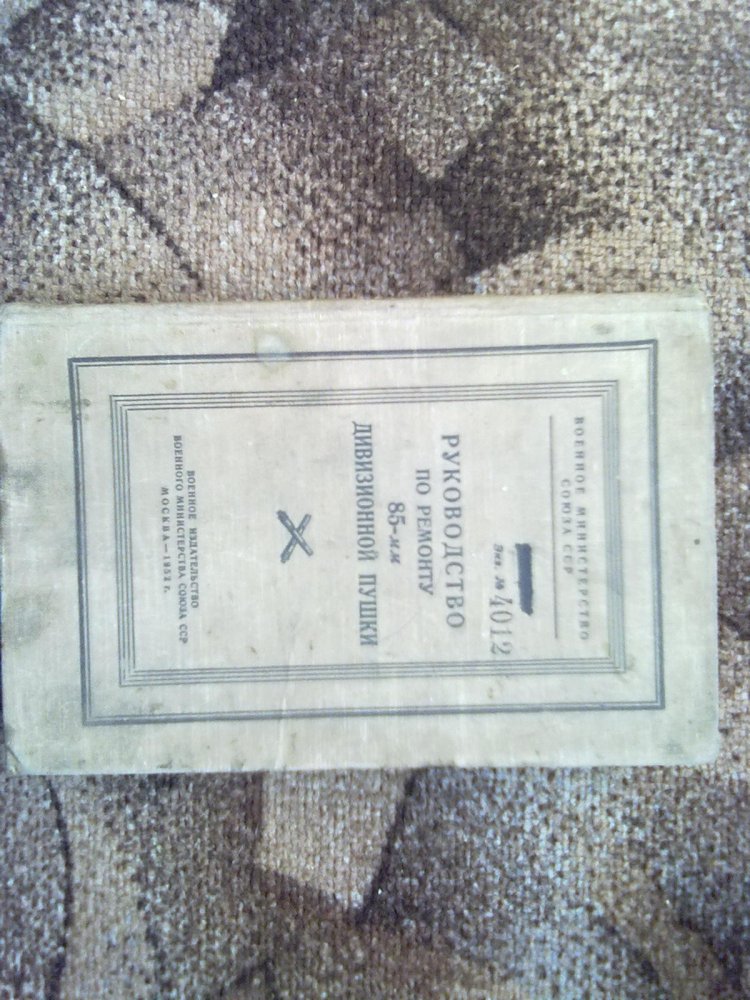 ВОЕННОЕ МИНИСТЕРСТВО
СОЮЗА ССР
Экз. № 4012
РУКОВОДСТВО
ПО РЕМОНТУ
85-мм
ДИВИЗИОННОЙ ПУШКИ
ВОЕННОЕ ИЗДАТЕЛЬСТВО
ВОЕННОГО МИНИСТЕРСТВА СОЮЗА ССР
МОСКВА—1952 г.